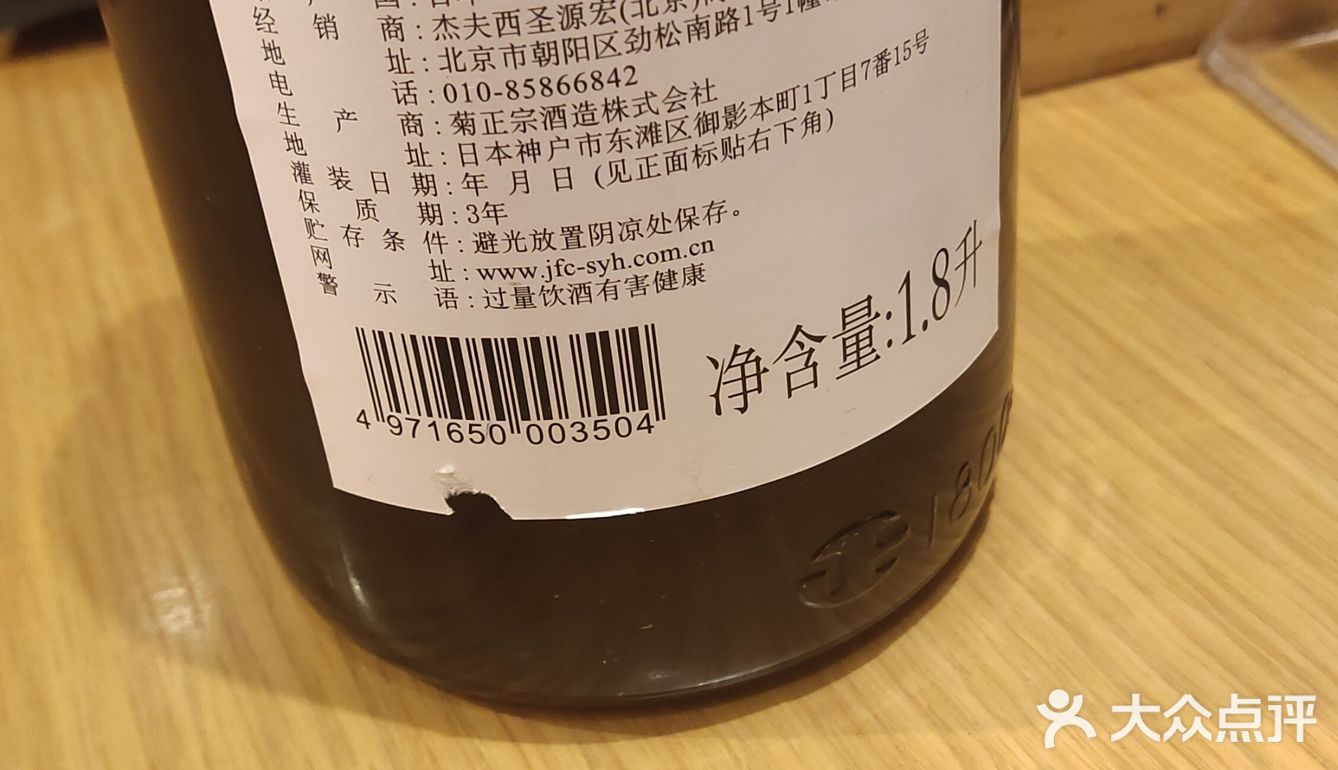 经 销 商：杰夫西圣源宏(北京)
地 址：北京市朝阳区劲松南路1号1幢
电 话：010-85866842
生 产 商：菊正宗酒造株式会社
地 址：日本神户市东滩区御影本町1丁目7番15号
灌 装 日 期：年 月 日 (见正面标贴右下角)
保 质 期：3年
贮 存 条 件：避光放置阴凉处保存。
网 址：www.jfc-syh.com.cn
警 示 语：过量饮酒有害健康
净含量:1.8升
4 971650 003504
大众点评